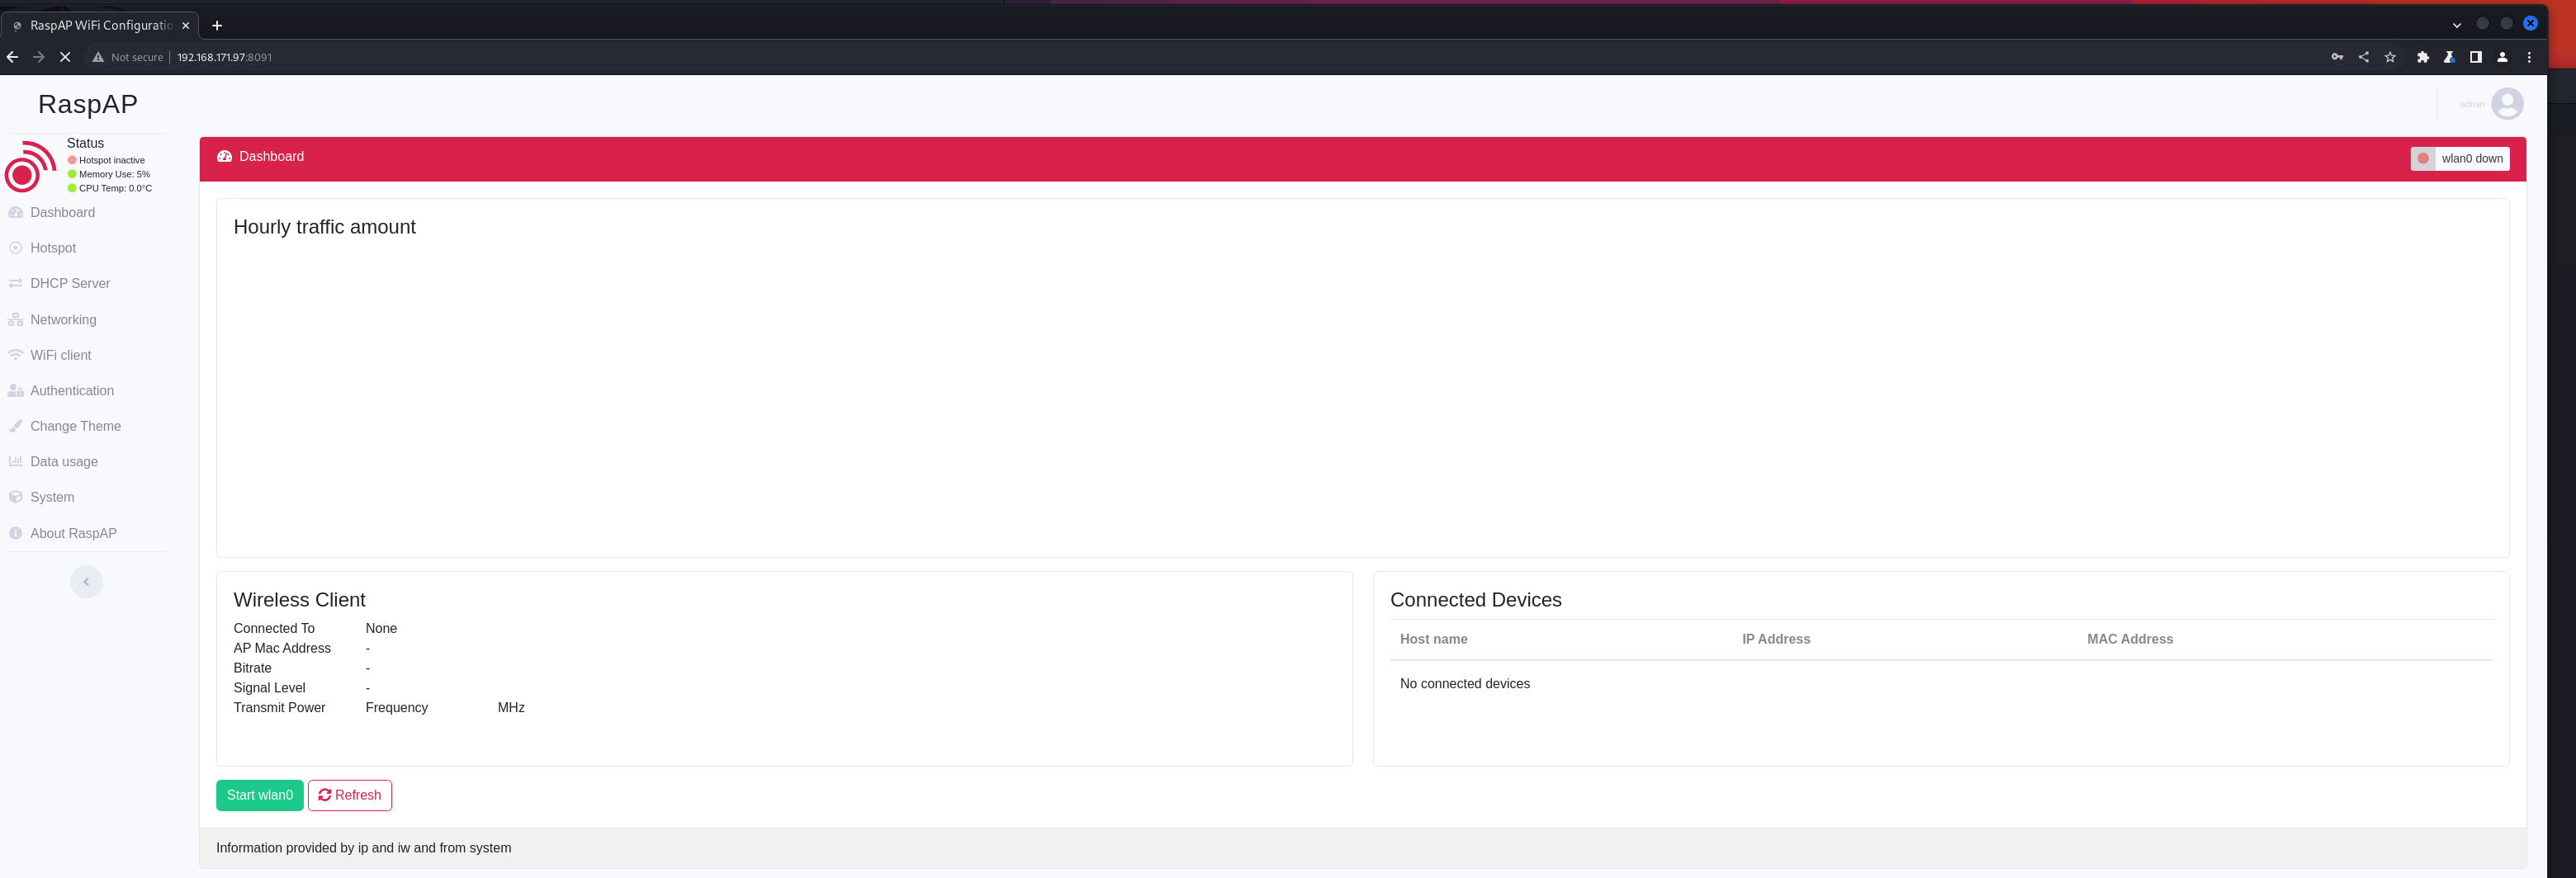 RaspAP WiFi Configuratio
Not secure | 192.168.171.97:8091
RaspAP
admin
Status
Hotspot inactive
Memory Use: 5%
CPU Temp: 0.0°C
Dashboard
Hotspot
DHCP Server
Networking
WiFi client
Authentication
Change Theme
Data usage
System
About RaspAP
Dashboard
wlan0 down
Hourly traffic amount
Wireless Client
Connected To None
AP Mac Address -
Bitrate -
Signal Level -
Transmit Power Frequency MHz
Connected Devices
Host name IP Address MAC Address
No connected devices
Start wlan0 Refresh
Information provided by ip and iw and from system